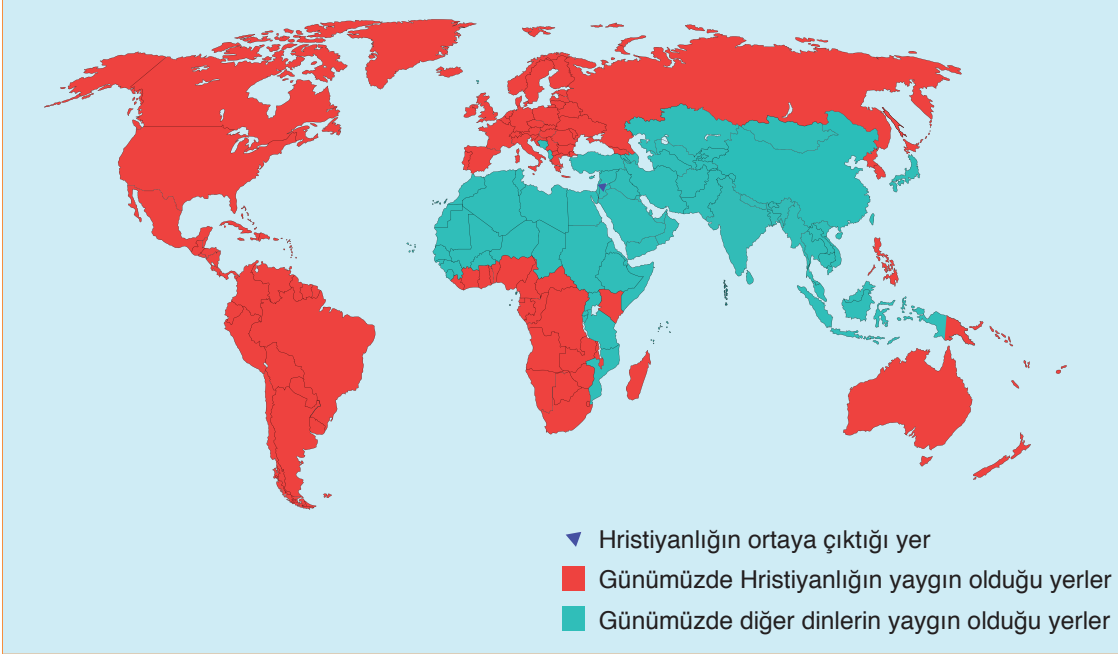 Hristiyanlığın ortaya çıktığı yer
Günümüzde Hristiyanlığın yaygın olduğu yerler
Günümüzde diğer dinlerin yaygın olduğu yerler